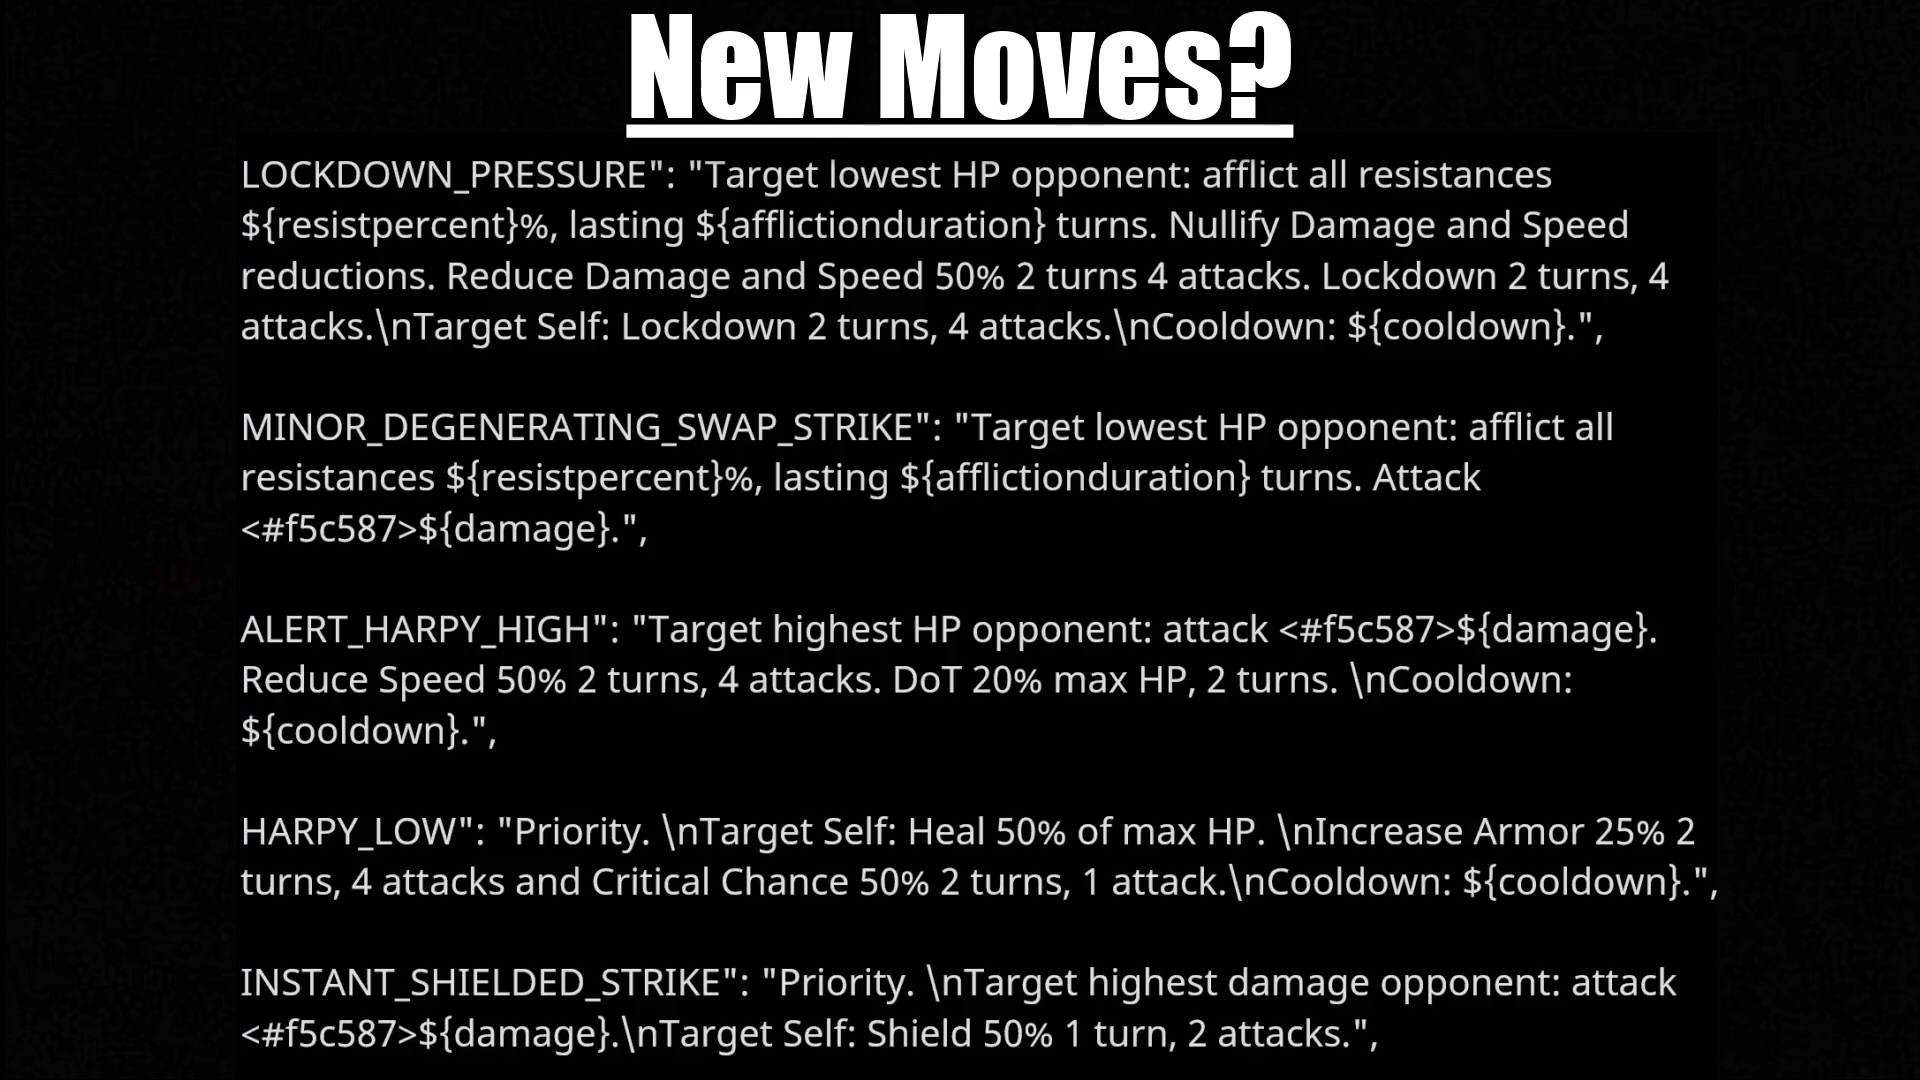 New Moves?
LOCKDOWN_PRESSURE": "Target lowest HP opponent: afflict all resistances
${resistpercent}%, lasting ${afflictionduration} turns. Nullify Damage and Speed
reductions. Reduce Damage and Speed 50% 2 turns 4 attacks. Lockdown 2 turns, 4
attacks.\nTarget Self: Lockdown 2 turns, 4 attacks.\nCooldown: ${cooldown}.",
MINOR_DEGENERATING_SWAP_STRIKE": "Target lowest HP opponent: afflict all
resistances ${resistpercent}%, lasting ${afflictionduration} turns. Attack
<#f5c587>${damage}.",
ALERT_HARPY_HIGH": "Target highest HP opponent: attack <#f5c587>${damage}.
Reduce Speed 50% 2 turns, 4 attacks. DoT 20% max HP, 2 turns. \nCooldown:
${cooldown}.",
HARPY_LOW": "Priority. \nTarget Self: Heal 50% of max HP. \nIncrease Armor 25% 2
turns, 4 attacks and Critical Chance 50% 2 turns, 1 attack.\nCooldown: ${cooldown}.",
INSTANT_SHIELDED_STRIKE": "Priority. \nTarget highest damage opponent: attack
<#f5c587>${damage}.\nTarget Self: Shield 50% 1 turn, 2 attacks.",